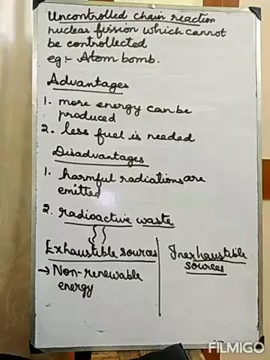 Uncontrolled chain reaction
nuclear fission which cannot
be controlled
eg:- Atom bomb.
Advantages
1. more energy can be
produced
2. less fuel is needed
Disadvantages
1. harmful radiations are
emitted
2. radioactive waste
Exhaustible sources
→ Non-renewable
energy
Inexhaustible
sources
FILMIGO